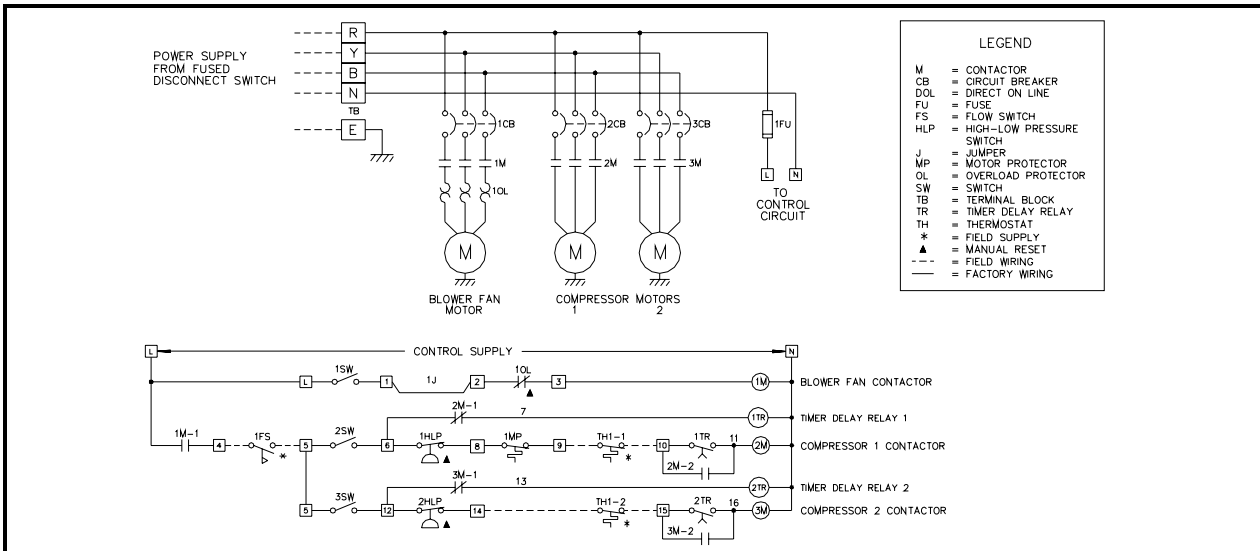 POWER SUPPLY
FROM FUSED
DISCONNECT SWITCH
R
Y
B
N
TB
E
1CB
2CB
3CB
1FU
1M
2M
3M
1OL
L
N
TO
CONTROL
CIRCUIT
M
M
M
BLOWER FAN
MOTOR
COMPRESSOR MOTORS
1 2
LEGEND
M = CONTACTOR
CB = CIRCUIT BREAKER
DOL = DIRECT ON LINE
FU = FUSE
FS = FLOW SWITCH
HLP = HIGH-LOW PRESSURE
SWITCH
J = JUMPER
MP = MOTOR PROTECTOR
OL = OVERLOAD PROTECTOR
SW = SWITCH
TB = TERMINAL BLOCK
TR = TIMER DELAY RELAY
TH = THERMOSTAT
* = FIELD SUPPLY
▲ = MANUAL RESET
--- = FIELD WIRING
— = FACTORY WIRING
L CONTROL SUPPLY N
L 1SW 1 1J 2 1OL 3 1M BLOWER FAN CONTACTOR
2M-1 7 1TR TIMER DELAY RELAY 1
1M-1 4 1FS * 5 2SW 6 1HLP 8 1MP 9 TH1-1 * 10 1TR 11 2M COMPRESSOR 1 CONTACTOR
2M-2
3M-1 13 2TR TIMER DELAY RELAY 2
5 3SW 12 2HLP 14 TH1-2 * 15 2TR 16 3M COMPRESSOR 2 CONTACTOR
3M-2